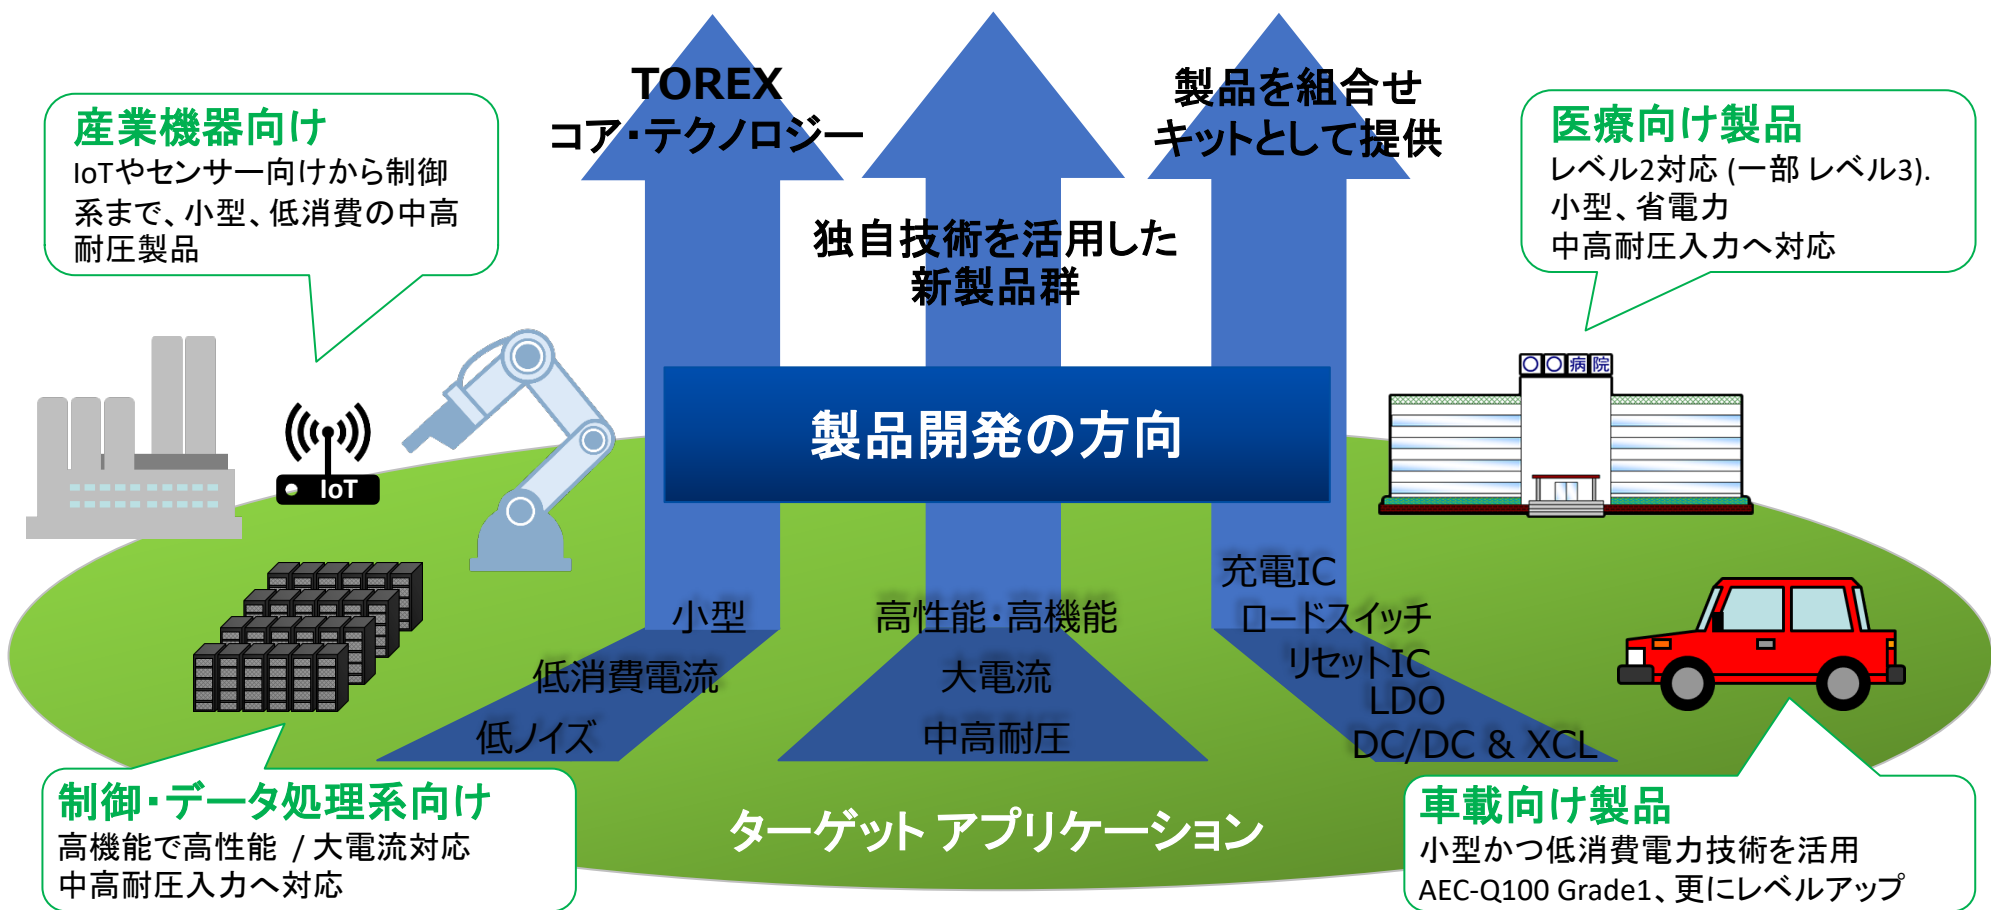 TOREX
コア・テクノロジー
製品を組合せ
キットとして提供
産業機器向け
IoTやセンサー向けから制御
系まで、小型、低消費の中高
耐圧製品
医療向け製品
レベル2対応 (一部 レベル3).
小型、省電力
中高耐圧入力へ対応
独自技術を活用した
新製品群
〇〇病院
製品開発の方向
IoT
小型
低消費電流
低ノイズ
高性能・高機能
大電流
中高耐圧
充電IC
ロードスイッチ
リセットIC
LDO
DC/DC & XCL
制御・データ処理系向け
高機能で高性能 / 大電流対応
中高耐圧入力へ対応
ターゲット アプリケーション
車載向け製品
小型かつ低消費電力技術を活用
AEC-Q100 Grade1、更にレベルアップ